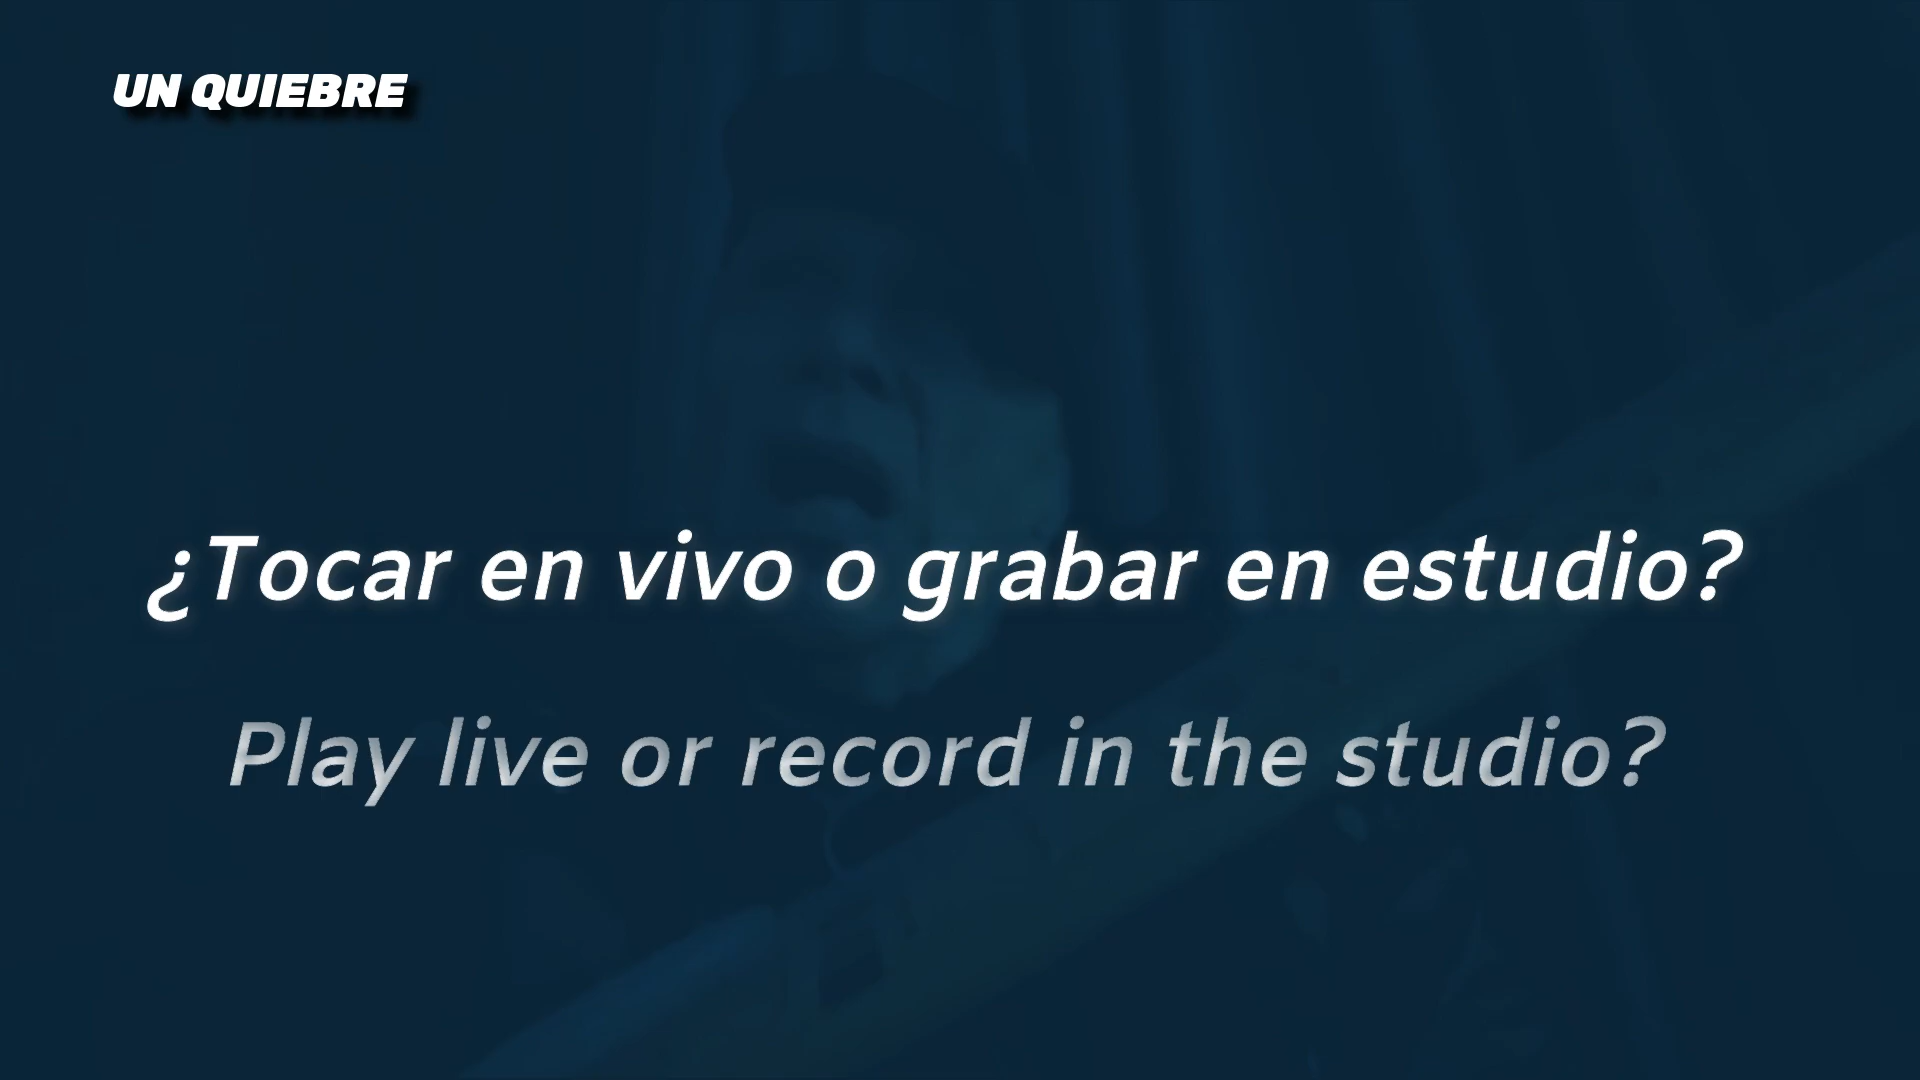 UN QUIEBRE
¿Tocar en vivo o grabar en estudio?
Play live or record in the studio?